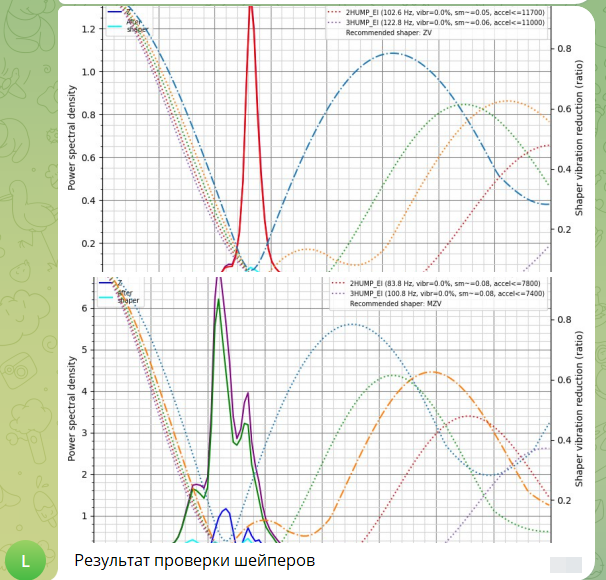 2HUMP_EI (102.6 Hz, vibr=0.0%, sm~=0.05, accel<=11700)
3HUMP_EI (122.8 Hz, vibr=0.0%, sm~=0.06, accel<=11000)
Recommended shaper: ZV
After
shaper
Power spectral density
1.2
1.0
0.8
0.6
0.4
0.2
0.8
0.6
0.4
0.2
Shaper vibration reduction (ratio)
2HUMP_EI (83.8 Hz, vibr=0.0%, sm~=0.08, accel<=7800)
3HUMP_EI (100.8 Hz, vibr=0.0%, sm~=0.08, accel<=7400)
Recommended shaper: MZV
After
shaper
Power spectral density
6
5
4
3
2
1
0.8
0.6
0.4
0.2
Shaper vibration reduction (ratio)
L
Результат проверки шейперов